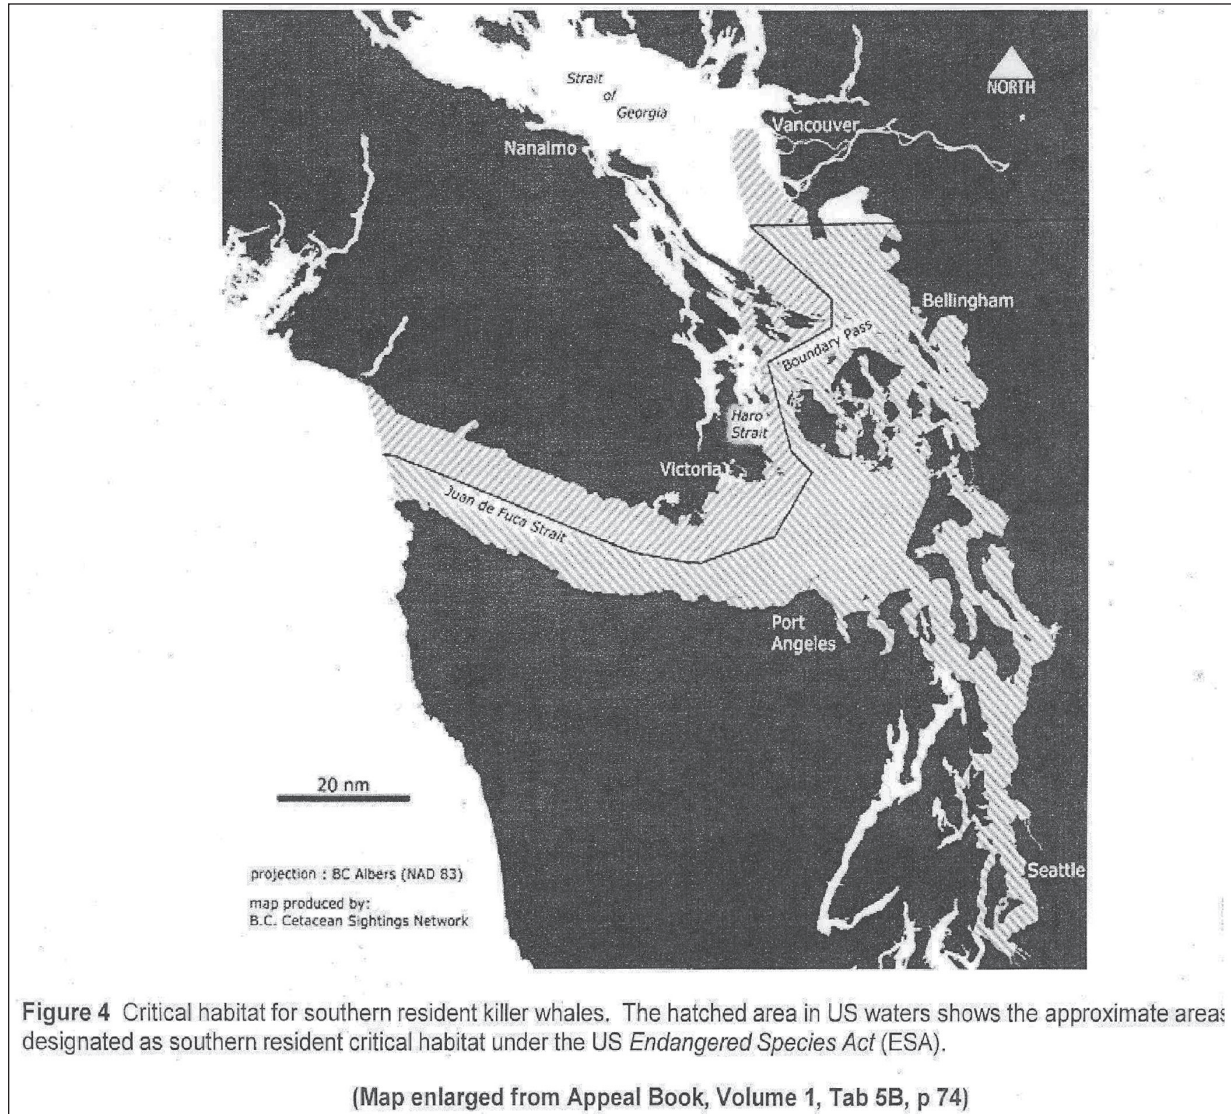 Strait
of
Georgia
NORTH
Vancouver
Nanaimo
Bellingham
Boundary Pass
Haro
Strait
Victoria
Juan de Fuca Strait
Port
Angeles
20 nm
Seattle
projection : BC Albers (NAD 83)
map produced by:
B.C. Cetacean Sightings Network
Figure 4 Critical habitat for southern resident killer whales. The hatched area in US waters shows the approximate areas
designated as southern resident critical habitat under the US Endangered Species Act (ESA).
(Map enlarged from Appeal Book, Volume 1, Tab 5B, p 74)